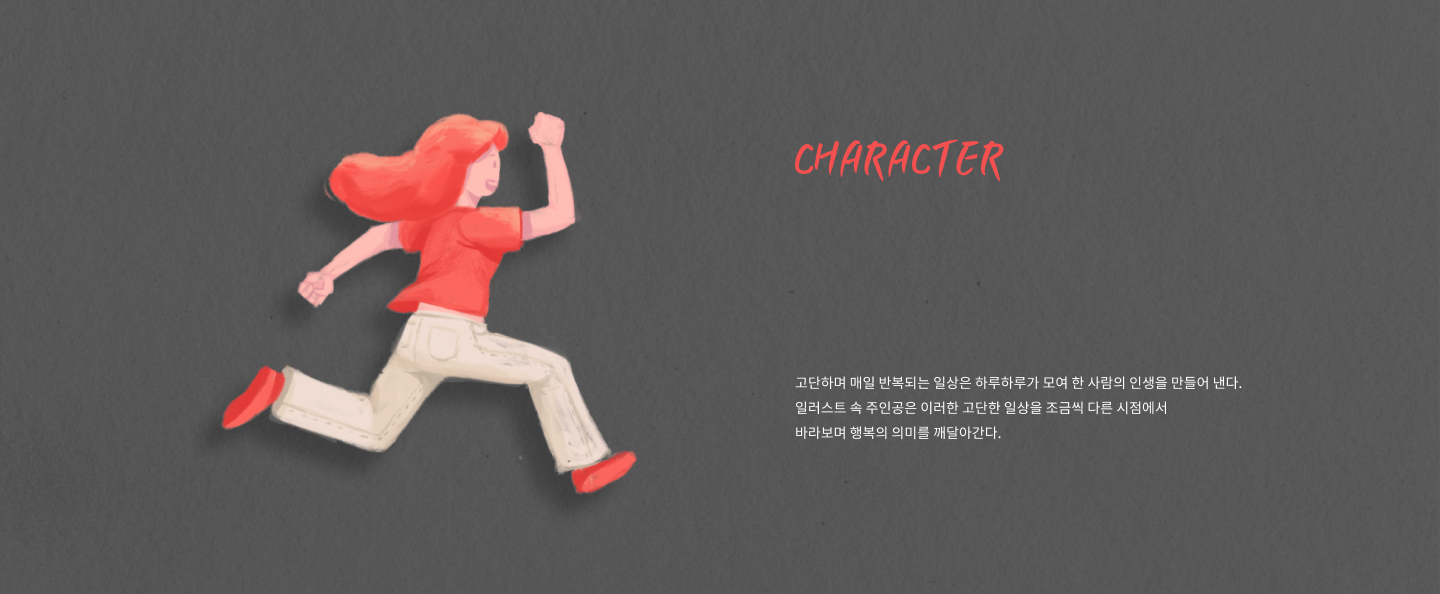 CHARACTER
고단하며 매일 반복되는 일상은 하루하루가 모여 한 사람의 인생을 만들어 낸다.
일러스트 속 주인공은 이러한 고단한 일상을 조금씩 다른 시점에서
바라보며 행복의 의미를 깨달아간다.